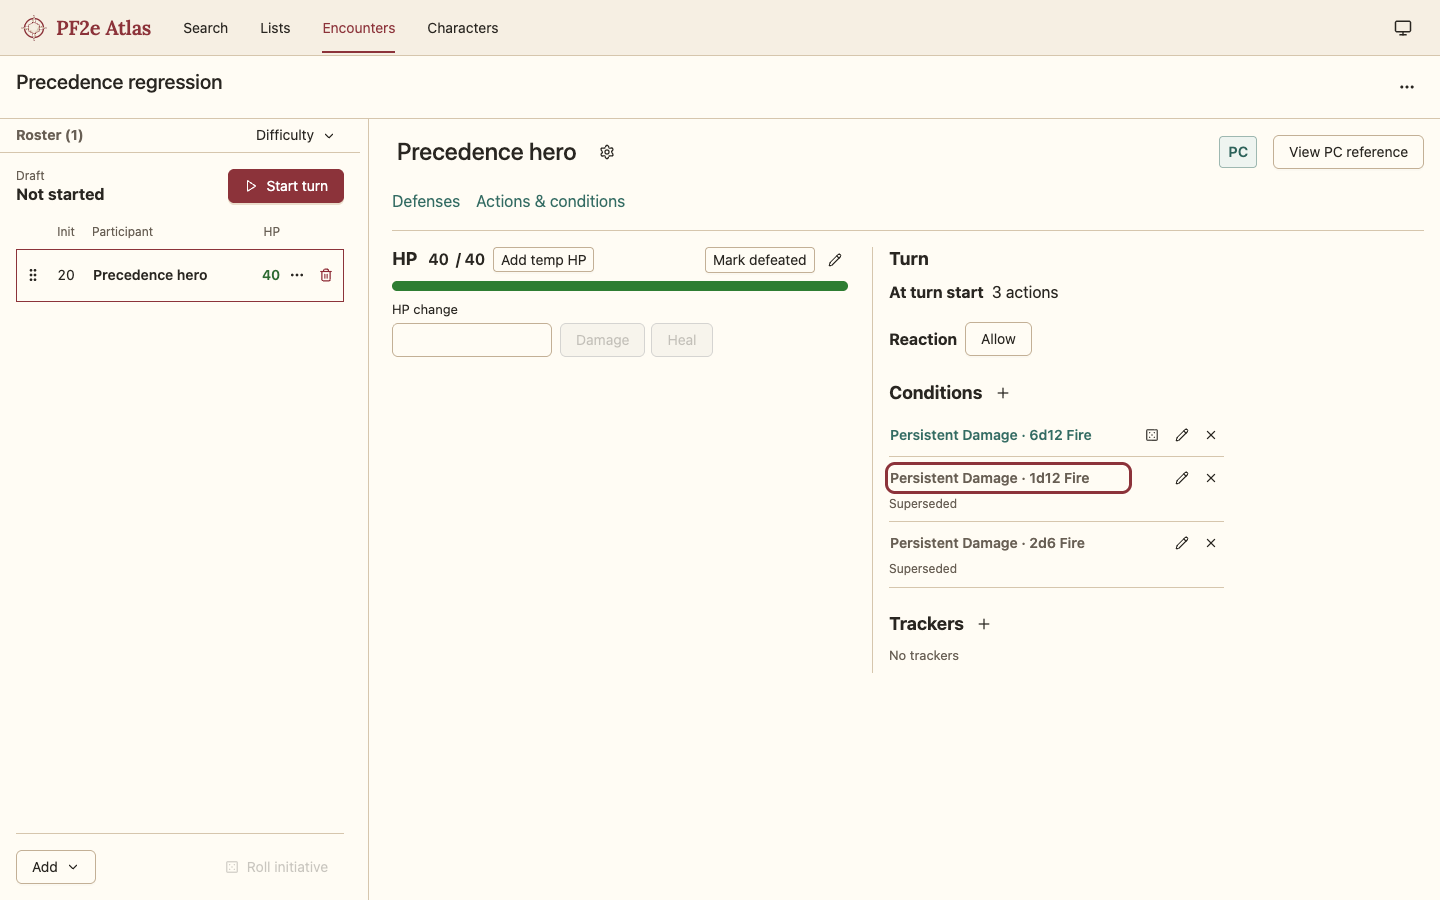 PF2e Atlas
Search
Lists
Encounters
Characters
Precedence regression
Roster (1)
Difficulty
Draft
Not started
Start turn
Init
Participant
HP
20
Precedence hero
40
Add
Roll initiative
Precedence hero
PC
View PC reference
Defenses
Actions & conditions
HP 40 / 40
Add temp HP
Mark defeated
HP change
Damage
Heal
Turn
At turn start 3 actions
Reaction
Allow
Conditions
Persistent Damage · 6d12 Fire
Persistent Damage · 1d12 Fire
Superseded
Persistent Damage · 2d6 Fire
Superseded
Trackers
No trackers